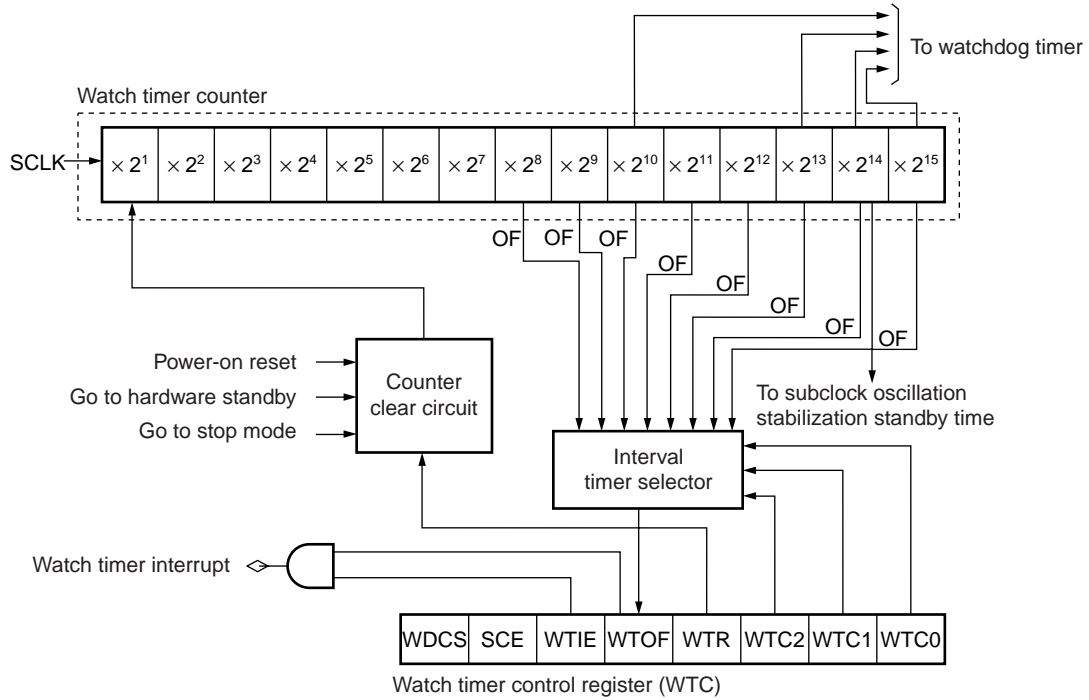 To watchdog timer
Watch timer counter
SCLK
× 2¹ × 2² × 2³ × 2⁴ × 2⁵ × 2⁶ × 2⁷ × 2⁸ × 2⁹ × 2¹⁰ × 2¹¹ × 2¹² × 2¹³ × 2¹⁴ × 2¹⁵
OF OF OF OF OF OF OF OF
Power-on reset
Go to hardware standby
Go to stop mode
Counter
clear circuit
To subclock oscillation
stabilization standby time
Interval
timer selector
Watch timer interrupt
WDCS SCE WTIE WTOF WTR WTC2 WTC1 WTC0
Watch timer control register (WTC)